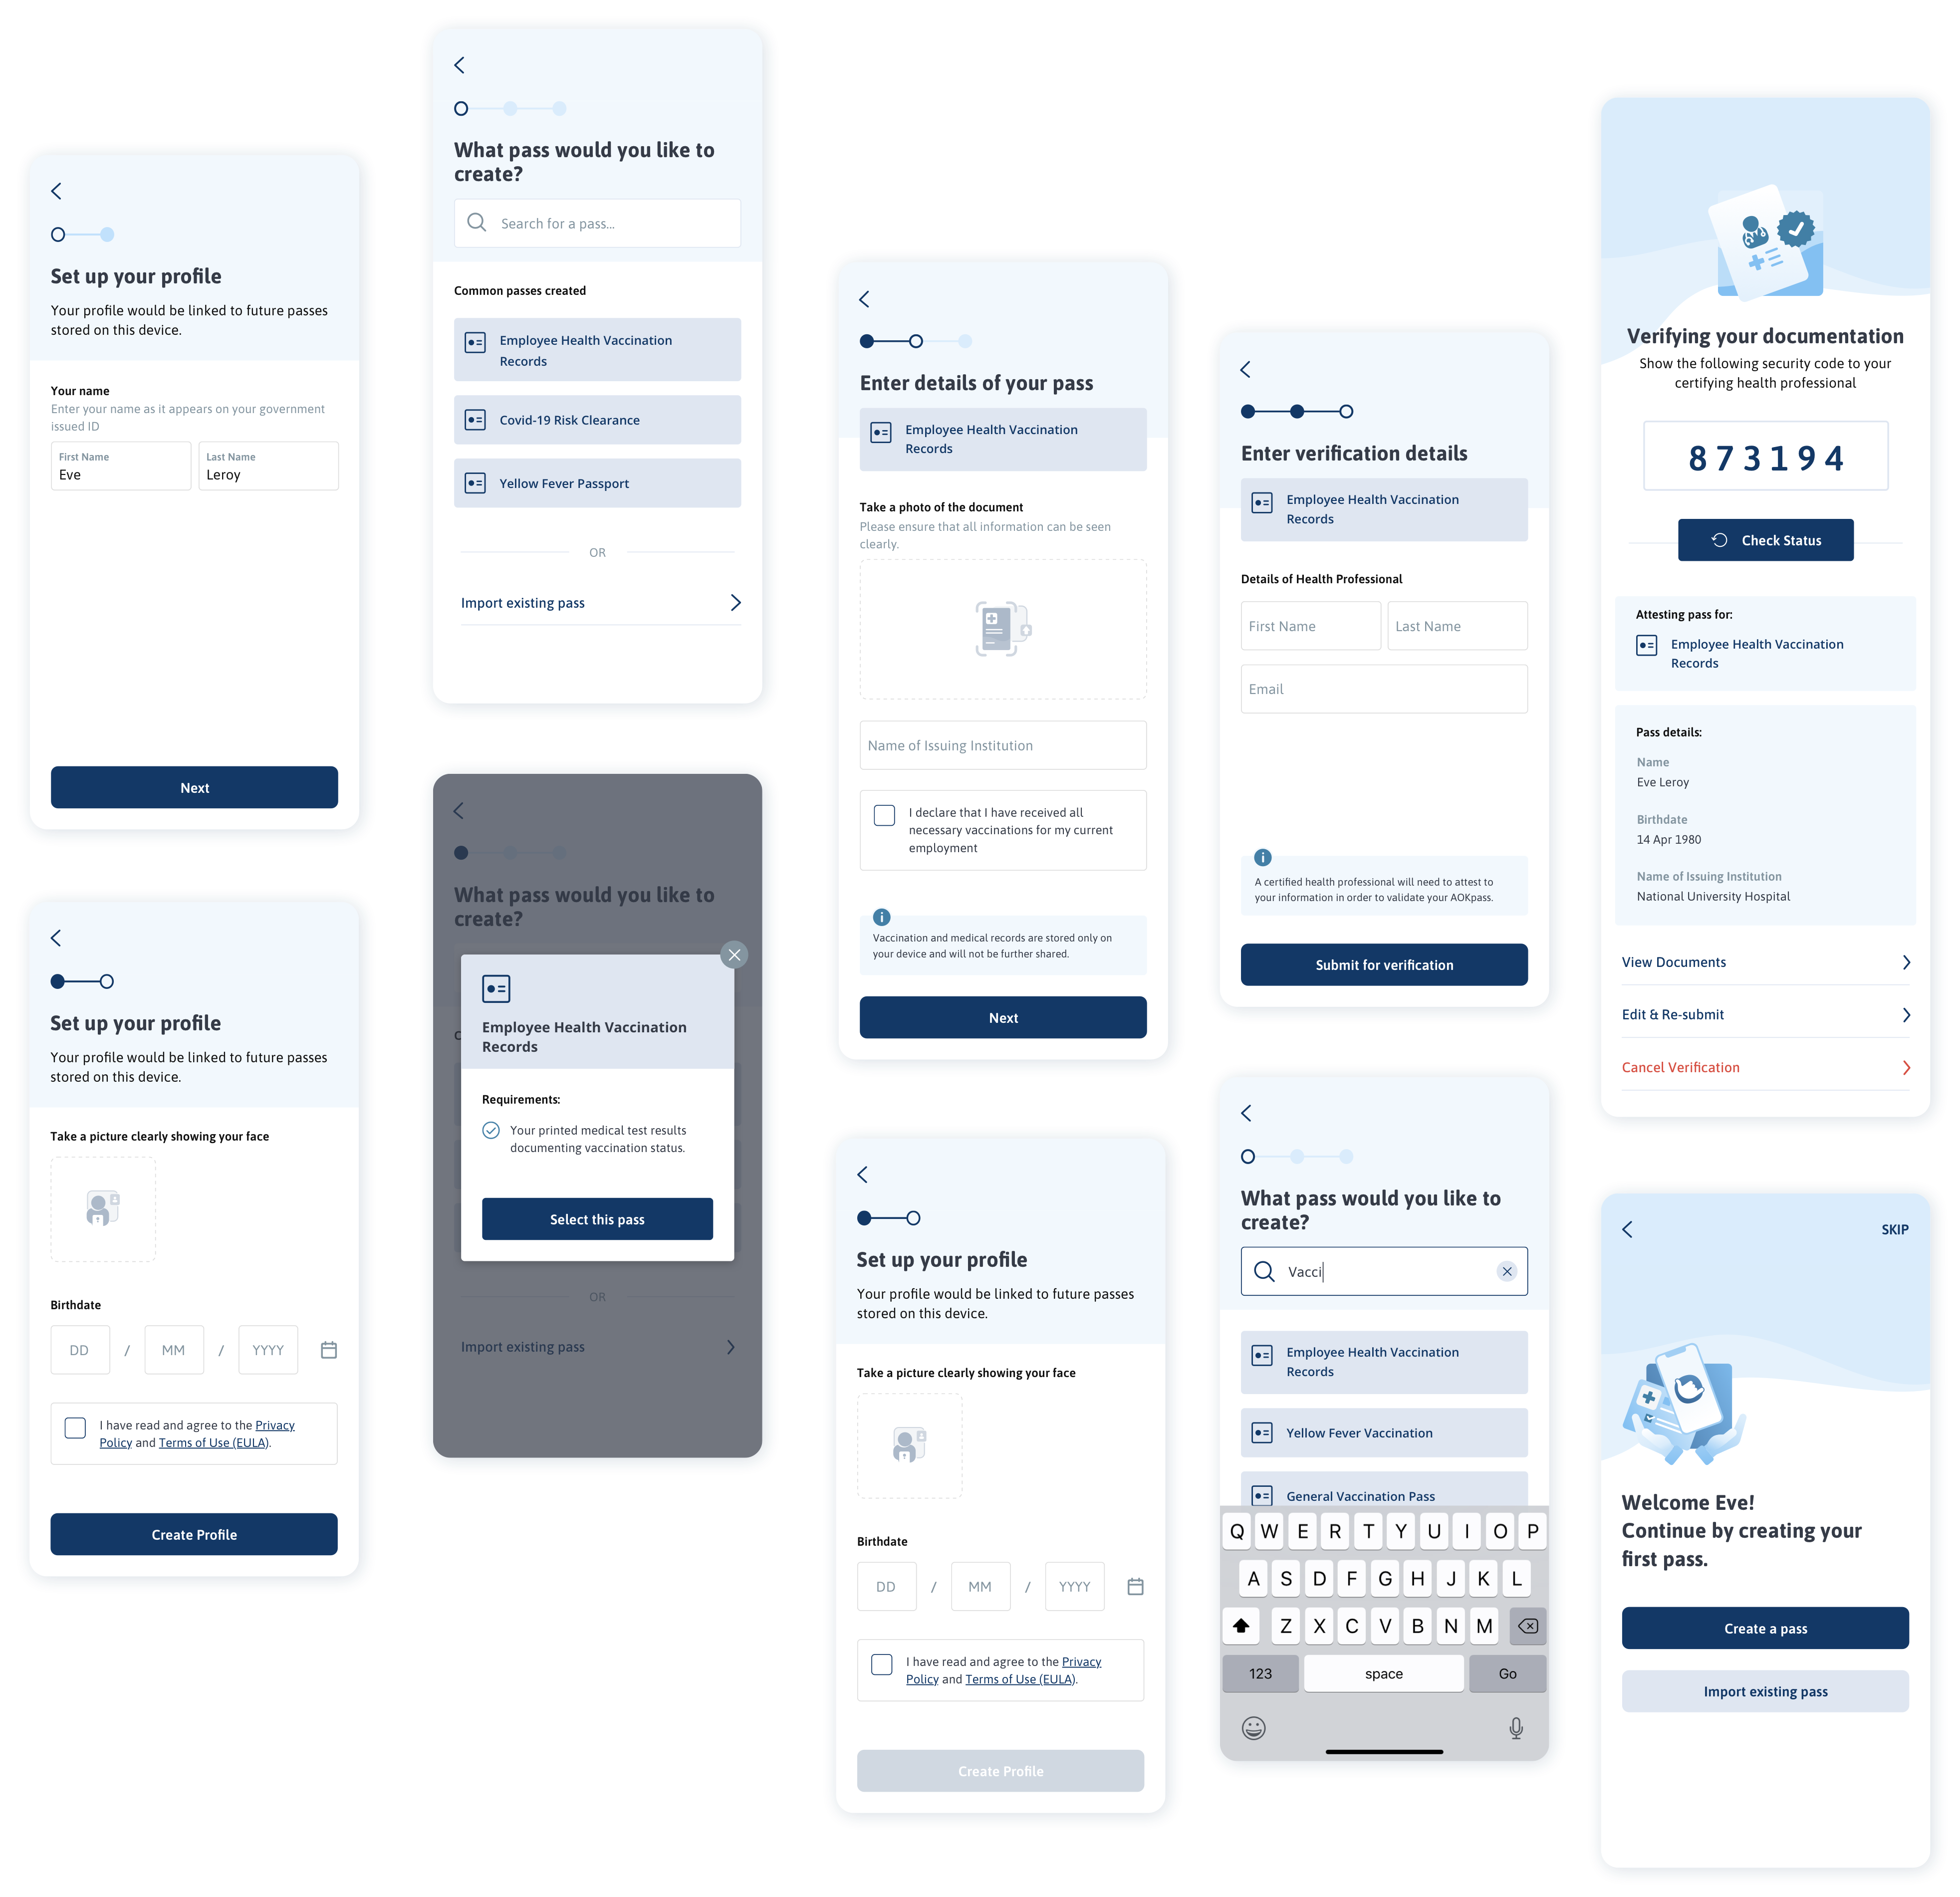 Set up your profile
Your profile would be linked to future passes
stored on this device.
Your name
Enter your name as it appears on your government
issued ID
First Name
Eve
Last Name
Leroy
Next
Set up your profile
Your profile would be linked to future passes
stored on this device.
Take a picture clearly showing your face
Birthdate
DD / MM / YYYY
I have read and agree to the Privacy
Policy and Terms of Use (EULA).
Create Profile
What pass would you like to
create?
Search for a pass...
Common passes created
Employee Health Vaccination
Records
Covid-19 Risk Clearance
Yellow Fever Passport
OR
Import existing pass
What pass would you like to
create?
C
Employee Health Vaccination
Records
Requirements:
Your printed medical test results
documenting vaccination status.
Select this pass
OR
Import existing pass
Enter details of your pass
Employee Health Vaccination
Records
Take a photo of the document
Please ensure that all information can be seen
clearly.
Name of Issuing Institution
I declare that I have received all
necessary vaccinations for my current
employment
i
Vaccination and medical records are stored only on
your device and will not be further shared.
Next
Set up your profile
Your profile would be linked to future passes
stored on this device.
Take a picture clearly showing your face
Birthdate
DD / MM / YYYY
I have read and agree to the Privacy
Policy and Terms of Use (EULA).
Create Profile
Enter verification details
Employee Health Vaccination
Records
Details of Health Professional
First Name
Last Name
Email
i
A certified health professional will need to attest to
your information in order to validate your AOKpass.
Submit for verification
What pass would you like to
create?
Vacci
Employee Health Vaccination
Records
Yellow Fever Vaccination
General Vaccination Pass
Q W E R T Y U I O P
A S D F G H J K L
Z X C V B N M
123 space Go
Verifying your documentation
Show the following security code to your
certifying health professional
873194
Check Status
Attesting pass for:
Employee Health Vaccination
Records
Pass details:
Name
Eve Leroy
Birthdate
14 Apr 1980
Name of Issuing Institution
National University Hospital
View Documents
Edit & Re-submit
Cancel Verification
SKIP
Welcome Eve!
Continue by creating your
first pass.
Create a pass
Import existing pass